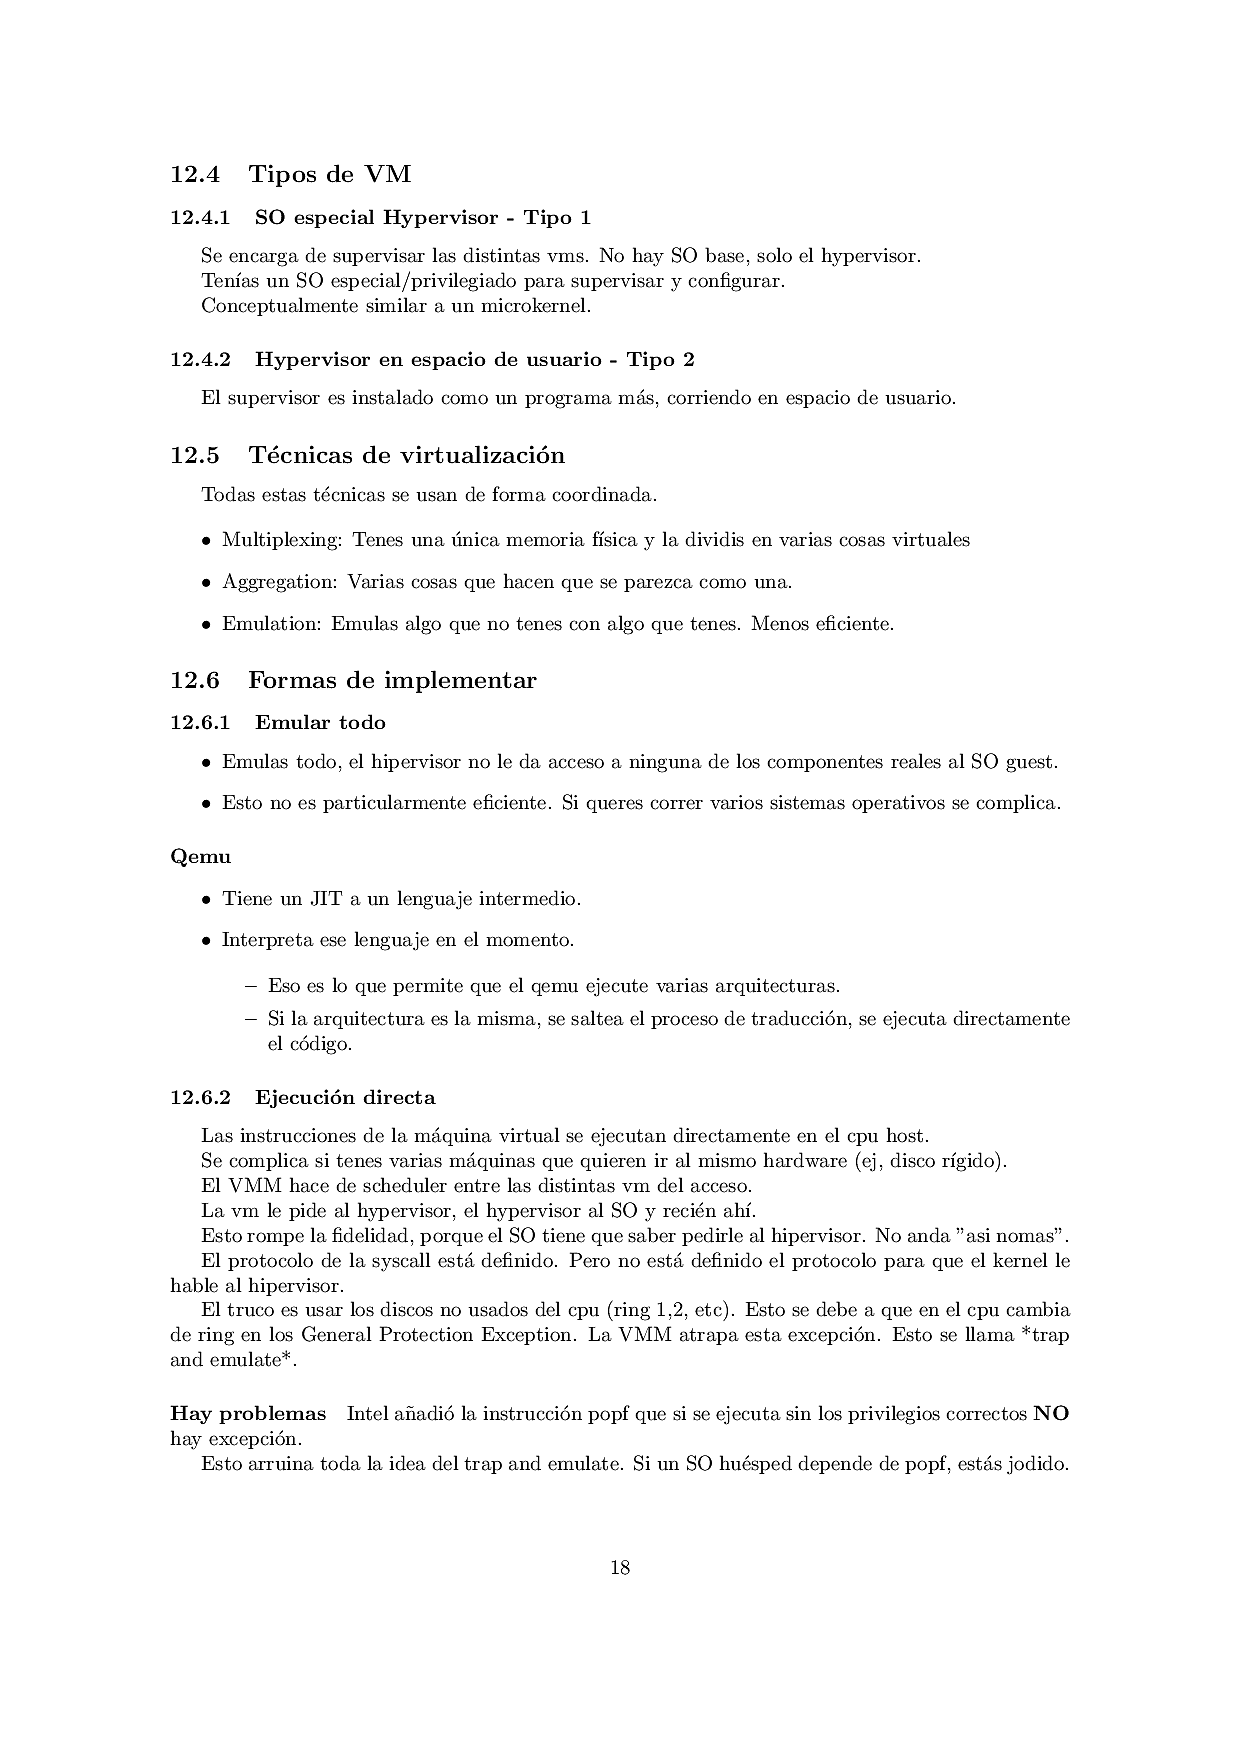 12.4 Tipos de VM
12.4.1 SO especial Hypervisor - Tipo 1
Se encarga de supervisar las distintas vms. No hay SO base, solo el hypervisor.
Tenías un SO especial/privilegiado para supervisar y configurar.
Conceptualmente similar a un microkernel.
12.4.2 Hypervisor en espacio de usuario - Tipo 2
El supervisor es instalado como un programa más, corriendo en espacio de usuario.
12.5 Técnicas de virtualización
Todas estas técnicas se usan de forma coordinada.
• Multiplexing: Tenes una única memoria física y la dividis en varias cosas virtuales
• Aggregation: Varias cosas que hacen que se parezca como una.
• Emulation: Emulas algo que no tenes con algo que tenes. Menos eficiente.
12.6 Formas de implementar
12.6.1 Emular todo
• Emulas todo, el hipervisor no le da acceso a ninguna de los componentes reales al SO guest.
• Esto no es particularmente eficiente. Si queres correr varios sistemas operativos se complica.
Qemu
• Tiene un JIT a un lenguaje intermedio.
• Interpreta ese lenguaje en el momento.
– Eso es lo que permite que el qemu ejecute varias arquitecturas.
– Si la arquitectura es la misma, se saltea el proceso de traducción, se ejecuta directamente
el código.
12.6.2 Ejecución directa
Las instrucciones de la máquina virtual se ejecutan directamente en el cpu host.
Se complica si tenes varias máquinas que quieren ir al mismo hardware (ej, disco rígido).
El VMM hace de scheduler entre las distintas vm del acceso.
La vm le pide al hypervisor, el hypervisor al SO y recién ahí.
Esto rompe la fidelidad, porque el SO tiene que saber pedirle al hipervisor. No anda ”asi nomas”.
El protocolo de la syscall está definido. Pero no está definido el protocolo para que el kernel le
hable al hipervisor.
El truco es usar los discos no usados del cpu (ring 1,2, etc). Esto se debe a que en el cpu cambia
de ring en los General Protection Exception. La VMM atrapa esta excepción. Esto se llama *trap
and emulate*.
Hay problemas Intel añadió la instrucción popf que si se ejecuta sin los privilegios correctos NO
hay excepción.
Esto arruina toda la idea del trap and emulate. Si un SO huésped depende de popf, estás jodido.
18